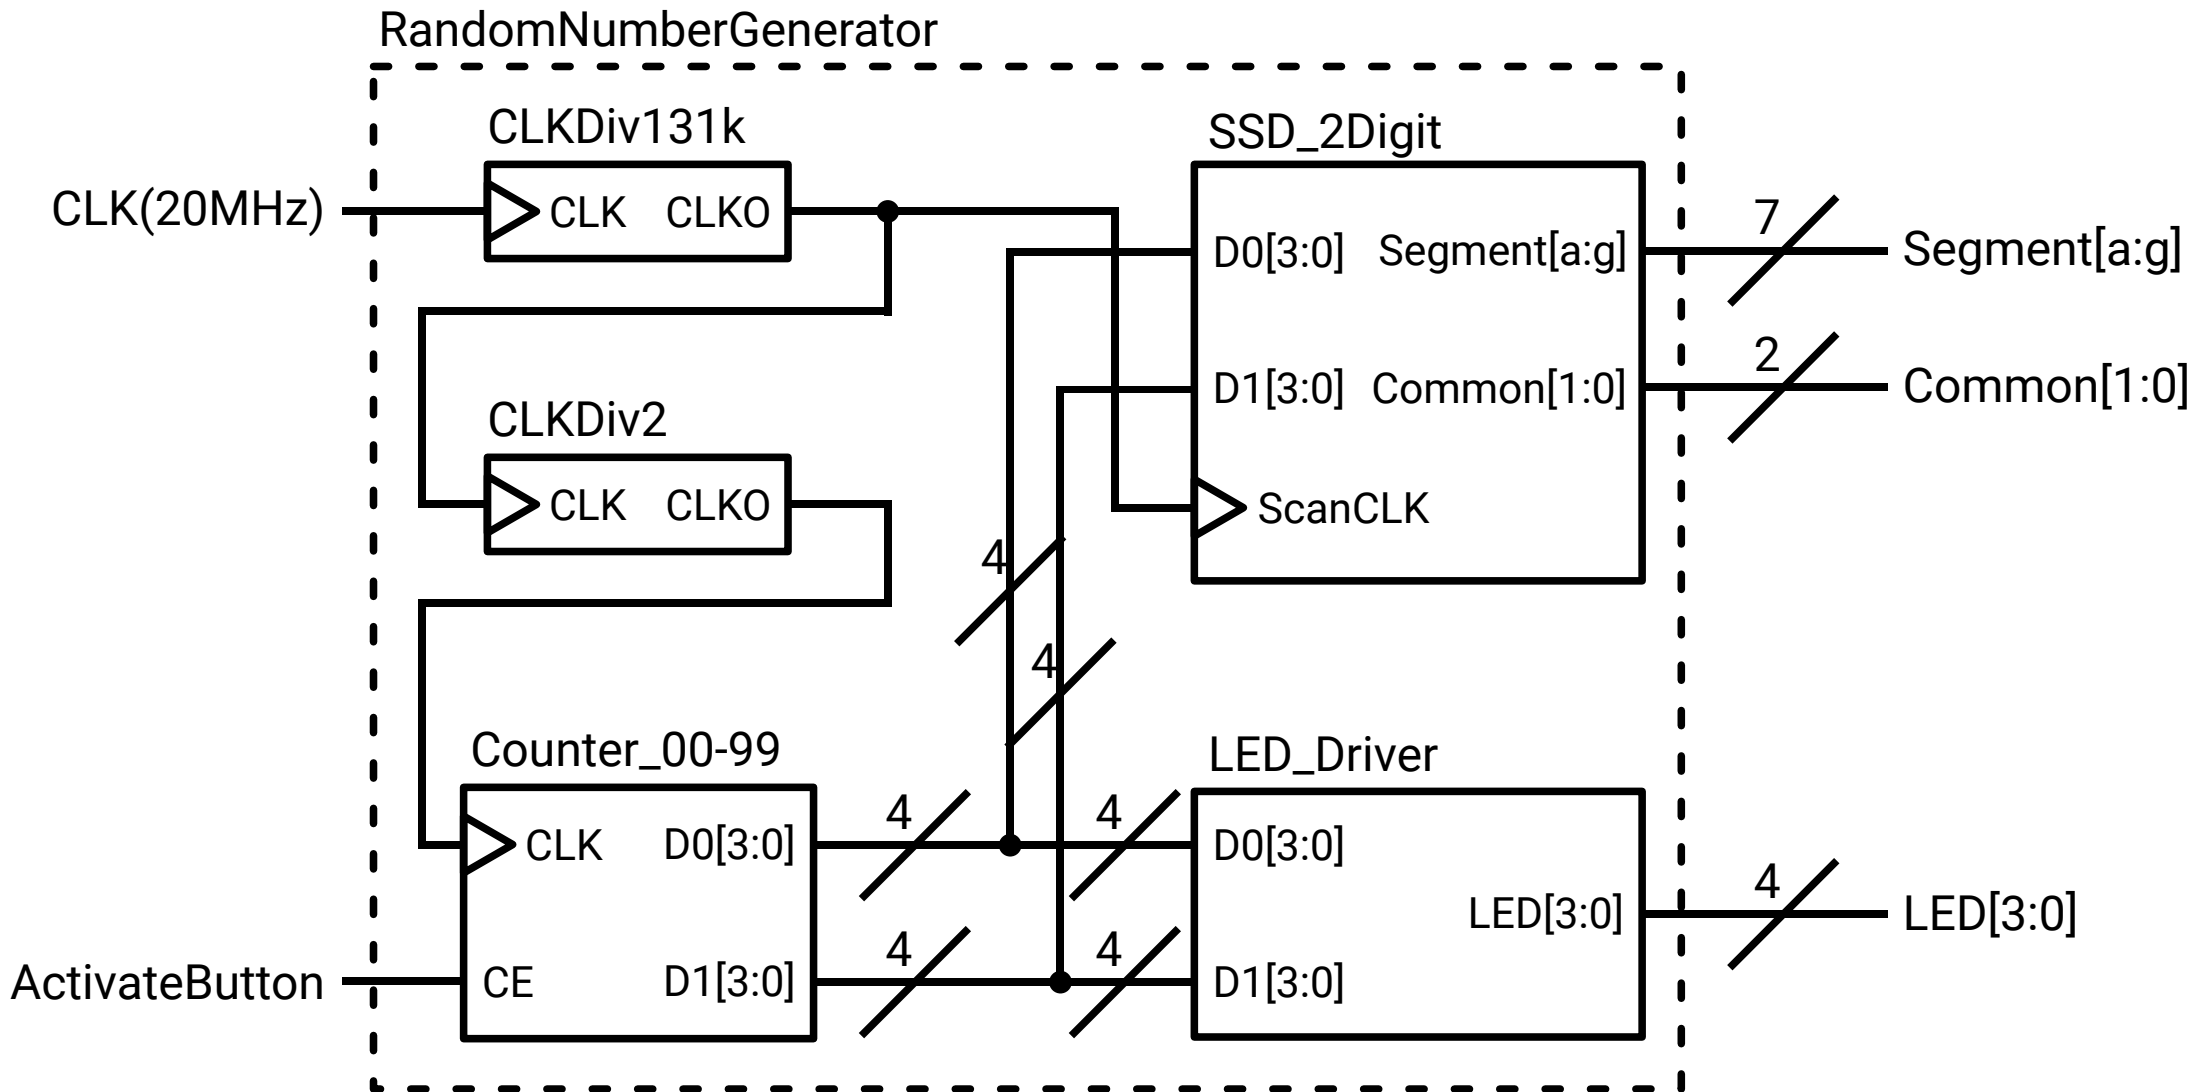 RandomNumberGenerator
CLKDiv131k
CLK(20MHz)
CLK CLKO
SSD_2Digit
D0[3:0] Segment[a:g]
7
Segment[a:g]
D1[3:0] Common[1:0]
2
Common[1:0]
ScanCLK
CLKDiv2
CLK CLKO
4
4
Counter_00-99
CLK D0[3:0]
4
4
ActivateButton
CE D1[3:0]
4
4
LED_Driver
D0[3:0]
LED[3:0]
D1[3:0]
4
LED[3:0]